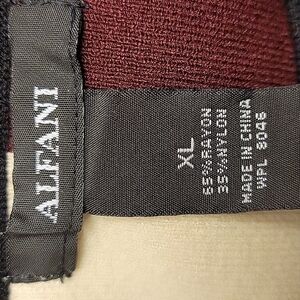 ALFANI
XL
65%RAYON
35%NYLON
MADE IN CHINA
WPL 8046